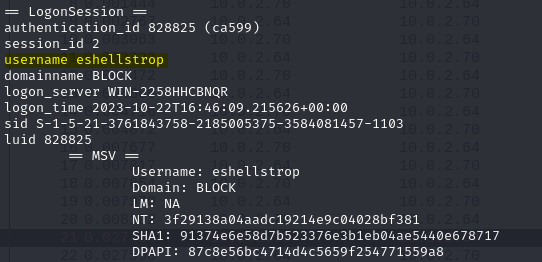 == LogonSession ==
authentication_id 828825 (ca599)
session_id 2
username eshellstrop
domainname BLOCK
logon_server WIN-2258HHCBNQR
logon_time 2023-10-22T16:46:09.215626+00:00
sid S-1-5-21-3761843758-2185005375-3584081457-1103
luid 828825
== MSV ==
Username: eshellstrop
Domain: BLOCK
LM: NA
NT: 3f29138a04aadc19214e9c04028bf381
SHA1: 91374e6e58d7b523376e3b1eb04ae5440e678717
DPAPI: 87c8e56bc4714d4c5659f254771559a8